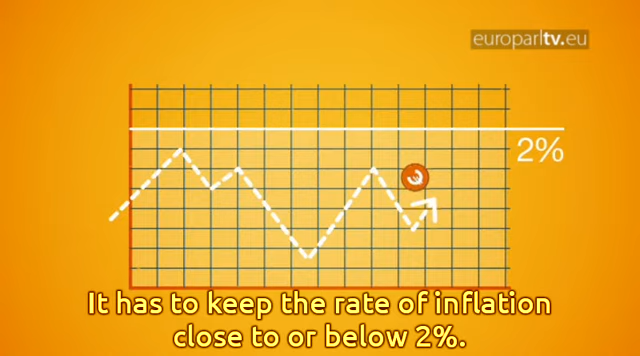 europarltv.eu
2%
It has to keep the rate of inflation
close to or below 2%.